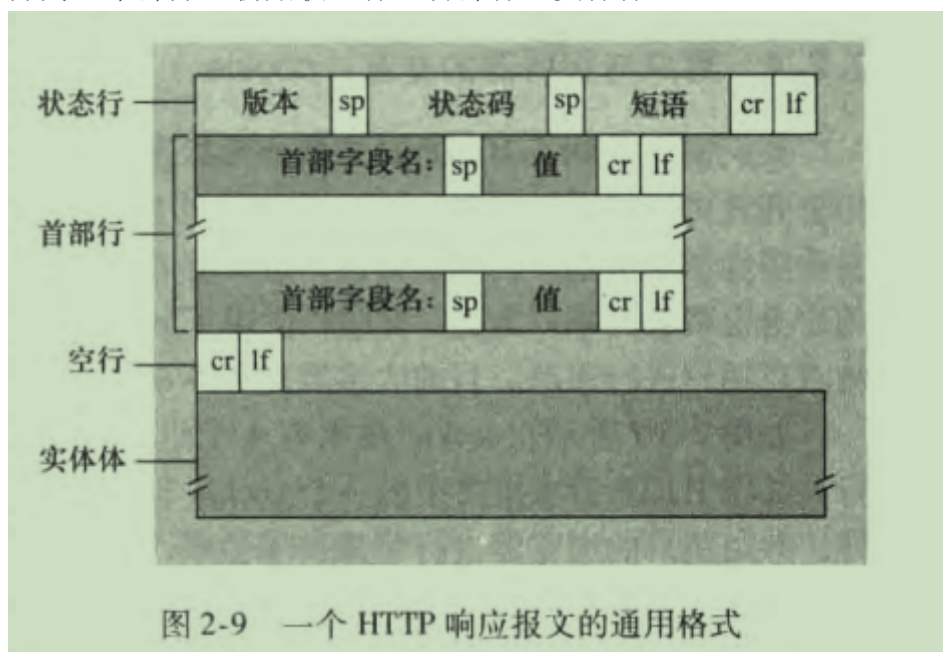 状态行 版本 sp 状态码 sp 短语 cr lf
首部字段名: sp 值 cr lf
首部行
首部字段名: sp 值 cr lf
空行 cr lf
实体体
图 2-9 一个 HTTP 响应报文的通用格式